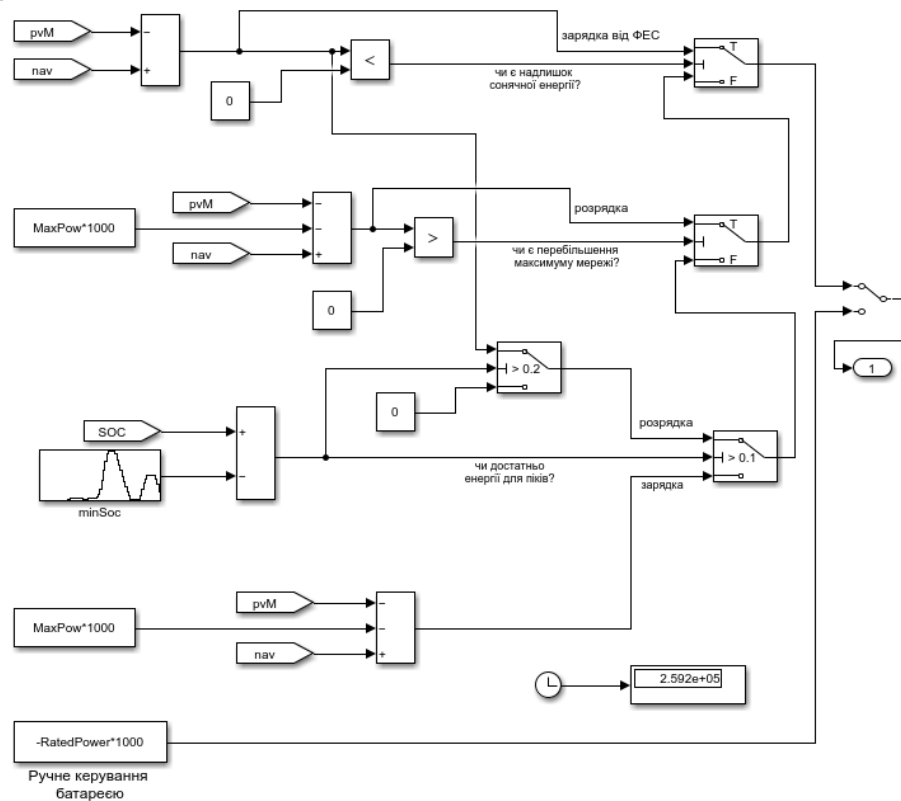 pvM
nav
−
+
0
<
зарядка від ФЕС
чи є надлишок
сонячної енергії?
T
F
MaxPow*1000
pvM
nav
−
−
+
0
>
розрядка
чи є перебільшення
максимуму мережі?
T
F
1
> 0.2
0
SOC
+
−
minSoc
чи достатньо
енергії для піків?
розрядка
> 0.1
зарядка
MaxPow*1000
pvM
nav
−
−
+
2.592e+05
-RatedPower*1000
Ручне керування
батареєю